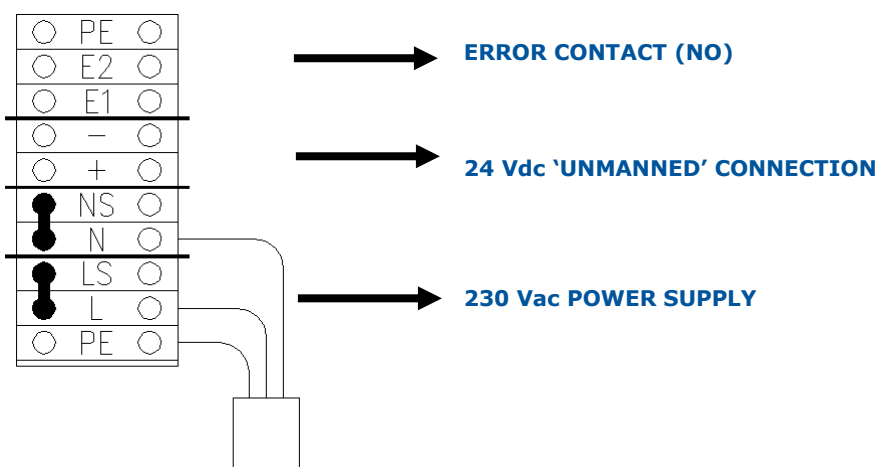 PE
E2
ERROR CONTACT (NO)
E1
–
+
24 Vdc ‘UNMANNED’ CONNECTION
NS
N
LS
L
230 Vac POWER SUPPLY
PE